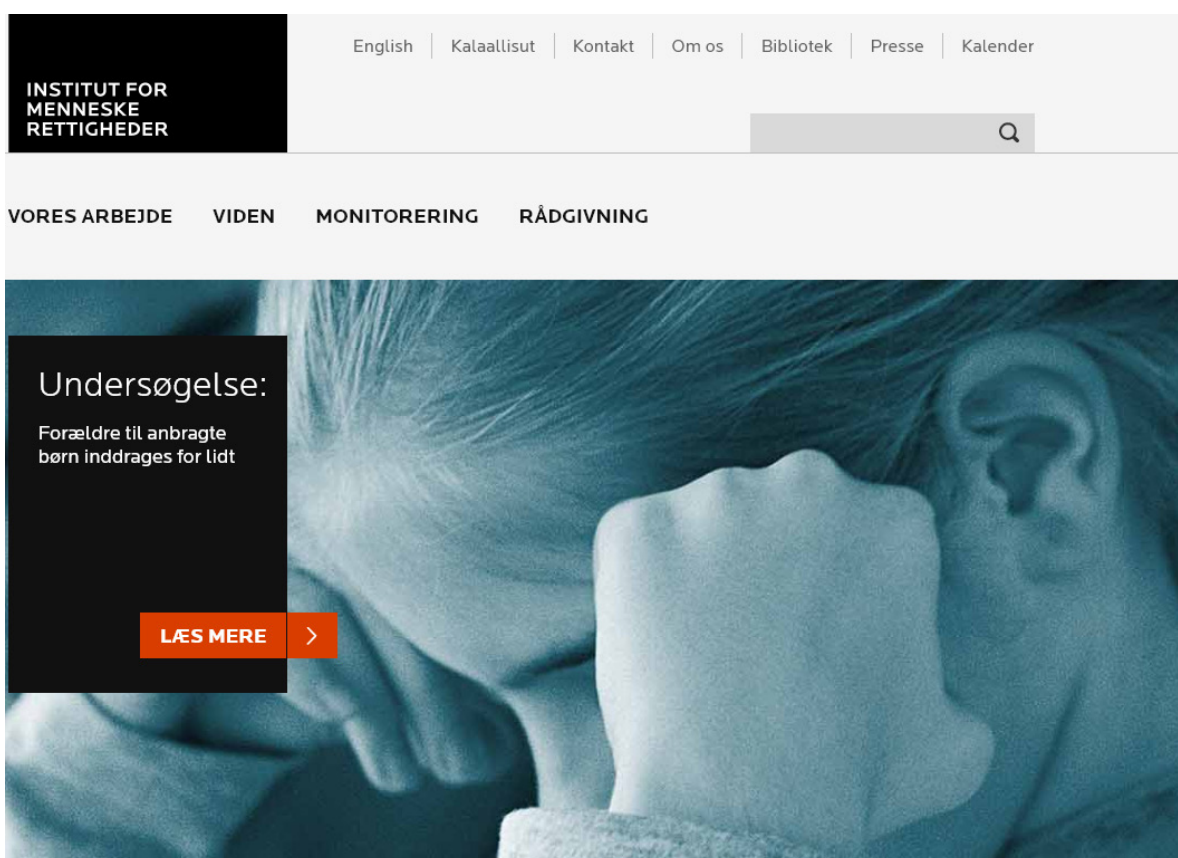 English
Kalaallisut
Kontakt
Om os
Bibliotek
Presse
Kalender
INSTITUT FOR
MENNESKE
RETTIGHEDER
VORES ARBEJDE
VIDEN
MONITORERING
RÅDGIVNING
Undersøgelse:
Forældre til anbragte
børn inddrages for lidt
LÆS MERE